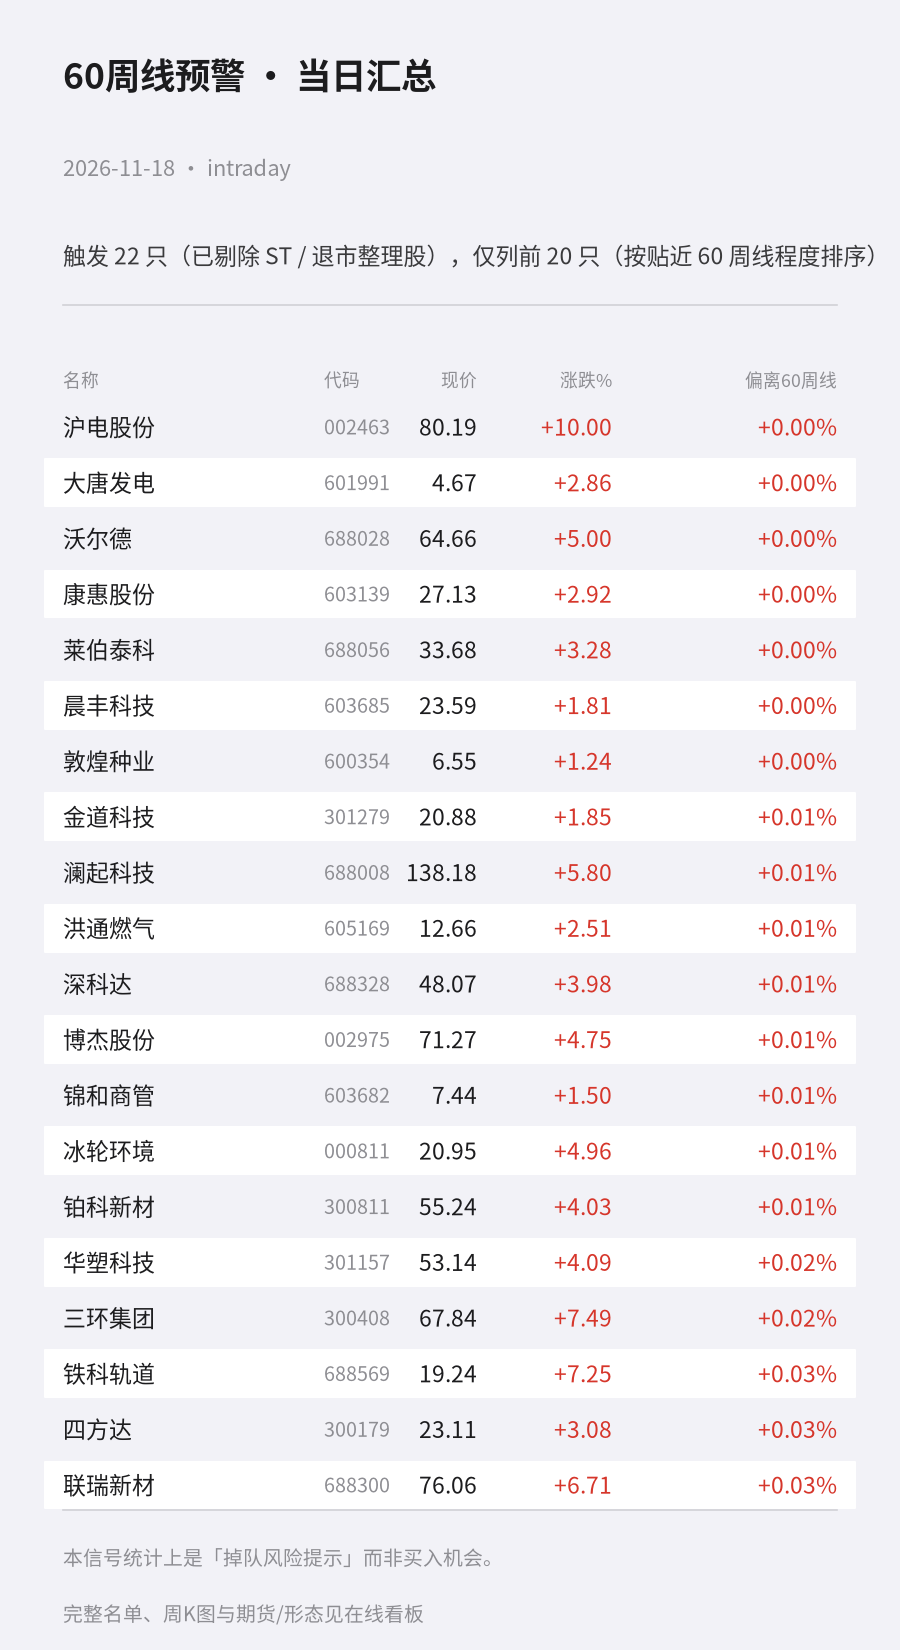 60周线预警 · 当日汇总
2026-11-18 · intraday
触发 22 只（已剔除 ST / 退市整理股），仅列前 20 只（按贴近 60 周线程度排序）
名称 代码 现价 涨跌% 偏离60周线
沪电股份 002463 80.19 +10.00 +0.00%
大唐发电 601991 4.67 +2.86 +0.00%
沃尔德 688028 64.66 +5.00 +0.00%
康惠股份 603139 27.13 +2.92 +0.00%
莱伯泰科 688056 33.68 +3.28 +0.00%
晨丰科技 603685 23.59 +1.81 +0.00%
敦煌种业 600354 6.55 +1.24 +0.00%
金道科技 301279 20.88 +1.85 +0.01%
澜起科技 688008 138.18 +5.80 +0.01%
洪通燃气 605169 12.66 +2.51 +0.01%
深科达 688328 48.07 +3.98 +0.01%
博杰股份 002975 71.27 +4.75 +0.01%
锦和商管 603682 7.44 +1.50 +0.01%
冰轮环境 000811 20.95 +4.96 +0.01%
铂科新材 300811 55.24 +4.03 +0.01%
华塑科技 301157 53.14 +4.09 +0.02%
三环集团 300408 67.84 +7.49 +0.02%
铁科轨道 688569 19.24 +7.25 +0.03%
四方达 300179 23.11 +3.08 +0.03%
联瑞新材 688300 76.06 +6.71 +0.03%
本信号统计上是「掉队风险提示」而非买入机会。
完整名单、周K图与期货/形态见在线看板